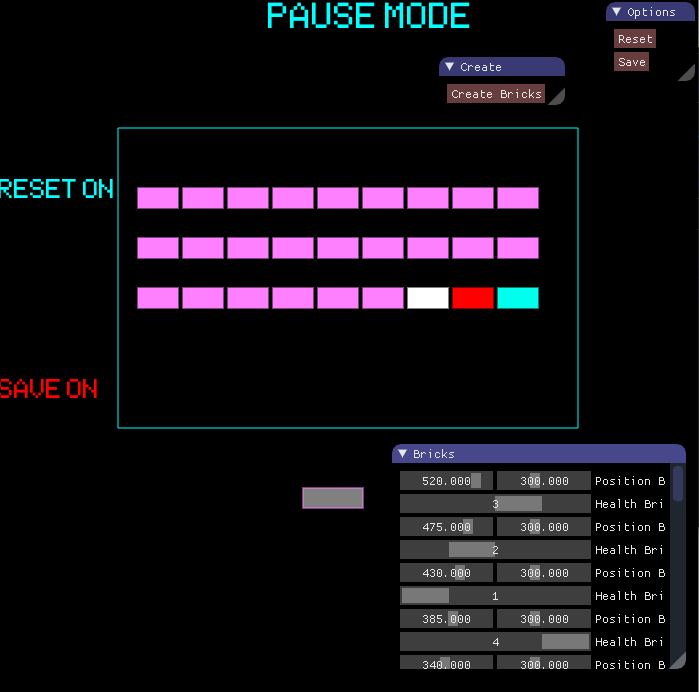 PAUSE MODE
Options
Reset
Save
Create
Create Bricks
RESET ON
SAVE ON
Bricks
520.000 300.000 Position B
3 Health Bri
475.000 300.000 Position B
2 Health Bri
430.000 300.000 Position B
1 Health Bri
385.000 300.000 Position B
4 Health Bri
340.000 300.000 Position B